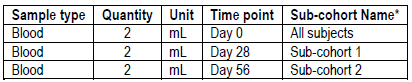 Sample type Quantity Unit Time point Sub-cohort Name*
Blood 2 mL Day 0 All subjects
Blood 2 mL Day 28 Sub-cohort 1
Blood 2 mL Day 56 Sub-cohort 2